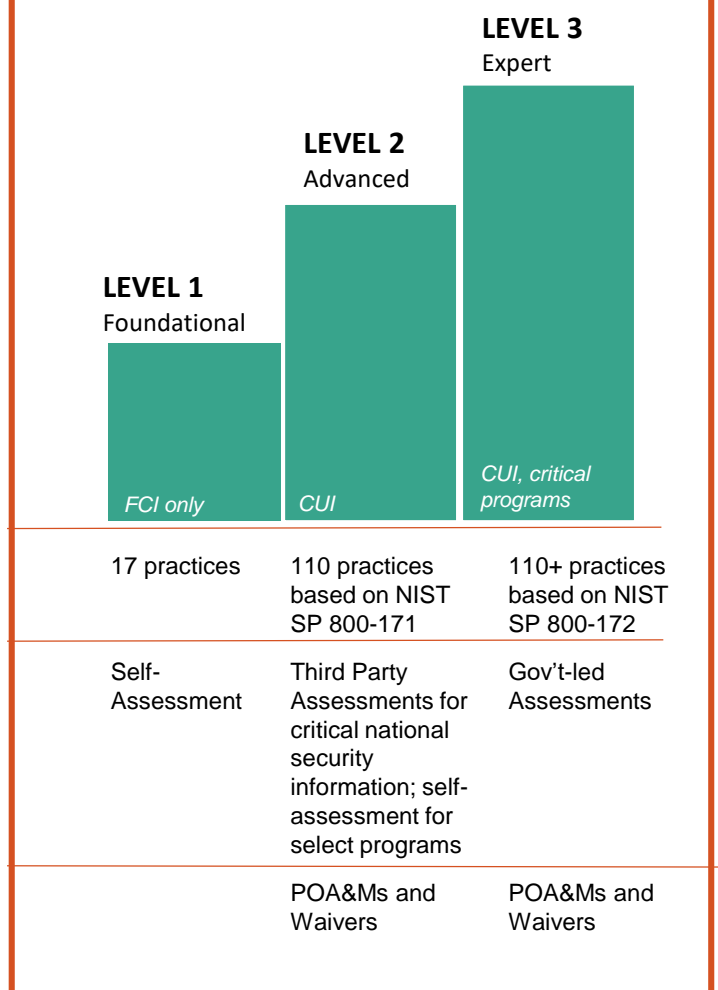 LEVEL 3
Expert
LEVEL 2
Advanced
LEVEL 1
Foundational
FCI only
CUI
CUI, critical
programs
17 practices
110 practices
based on NIST
SP 800-171
110+ practices
based on NIST
SP 800-172
Self-
Assessment
Third Party
Assessments for
critical national
security
information; self-
assessment for
select programs
Gov’t-led
Assessments
POA&Ms and
Waivers
POA&Ms and
Waivers